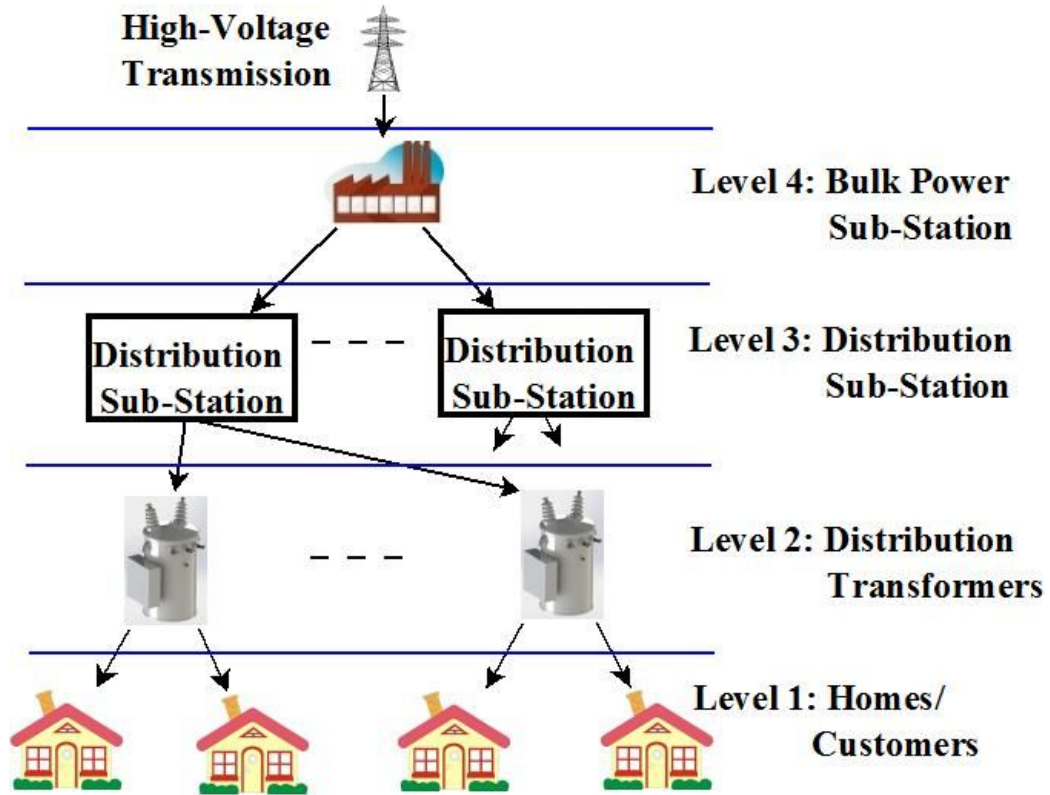 High-Voltage
Transmission
Level 4: Bulk Power
Sub-Station
Distribution
Sub-Station
Distribution
Sub-Station
Level 3: Distribution
Sub-Station
Level 2: Distribution
Transformers
Level 1: Homes/
Customers